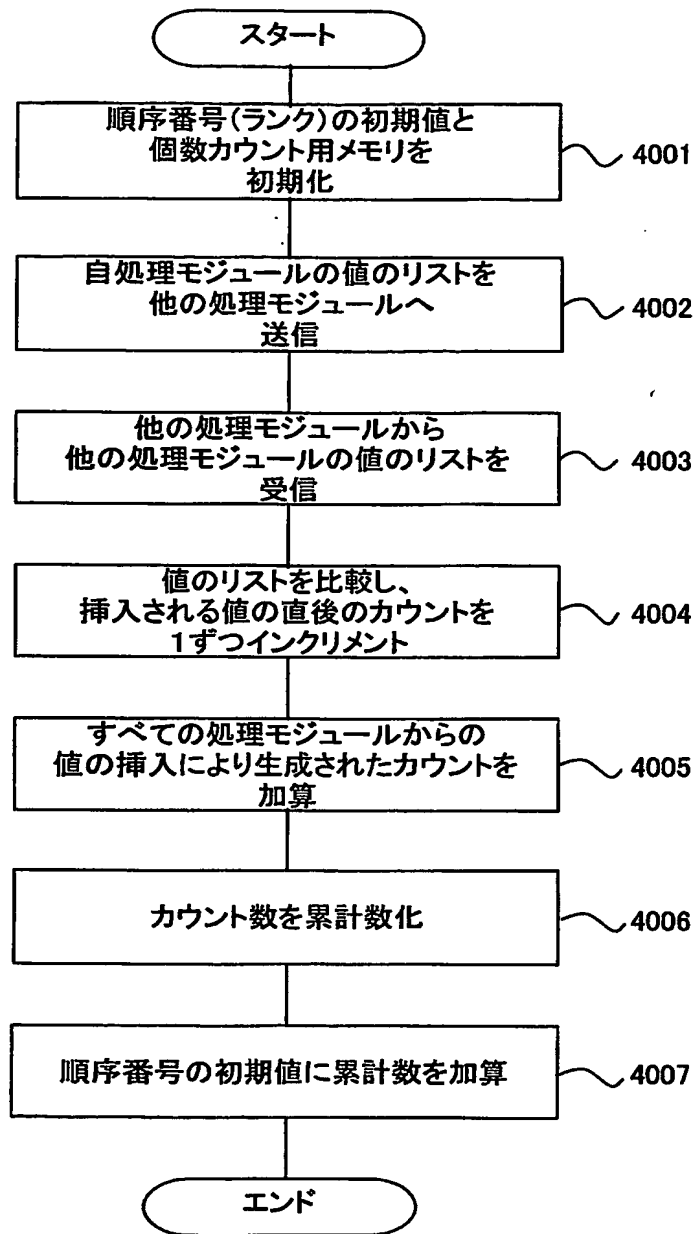 スタート
順序番号(ランク)の初期値と
個数カウント用メモリを
初期化
4001
自処理モジュールの値のリストを
他の処理モジュールへ
送信
4002
他の処理モジュールから
他の処理モジュールの値のリストを
受信
4003
値のリストを比較し、
挿入される値の直後のカウントを
1ずつインクリメント
4004
すべての処理モジュールからの
値の挿入により生成されたカウントを
加算
4005
カウント数を累計数化
4006
順序番号の初期値に累計数を加算
4007
エンド